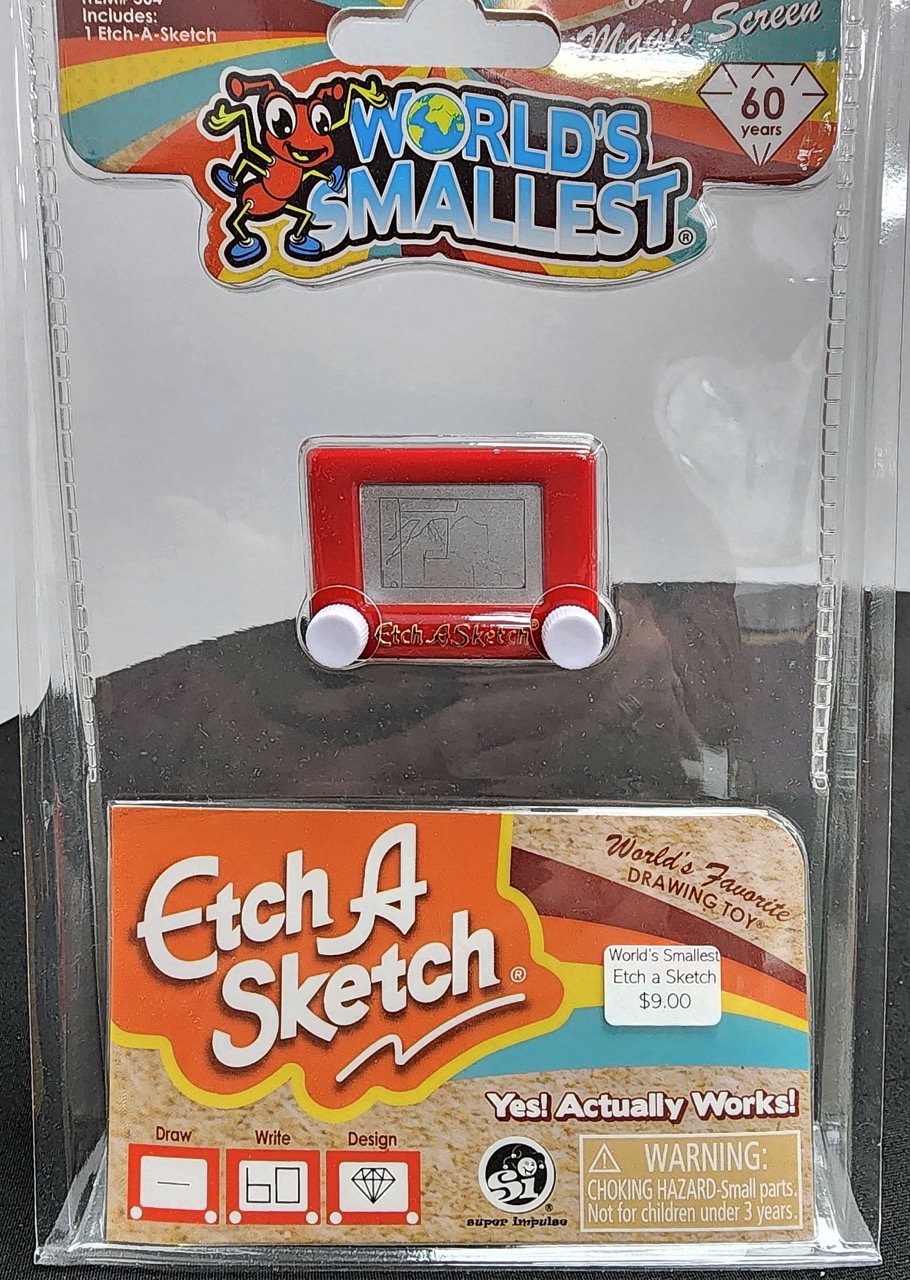 Includes:
1 Etch-A-Sketch
Magic Screen
WORLD'S
SMALLEST®
60
years
Etch A Sketch®
Etch A
Sketch®
World's Favorite
DRAWING TOY®
World's Smallest
Etch a Sketch
$9.00
Yes! Actually Works!
Draw
Write
Design
60
Si®
super impulse
WARNING:
CHOKING HAZARD-Small parts.
Not for children under 3 years.